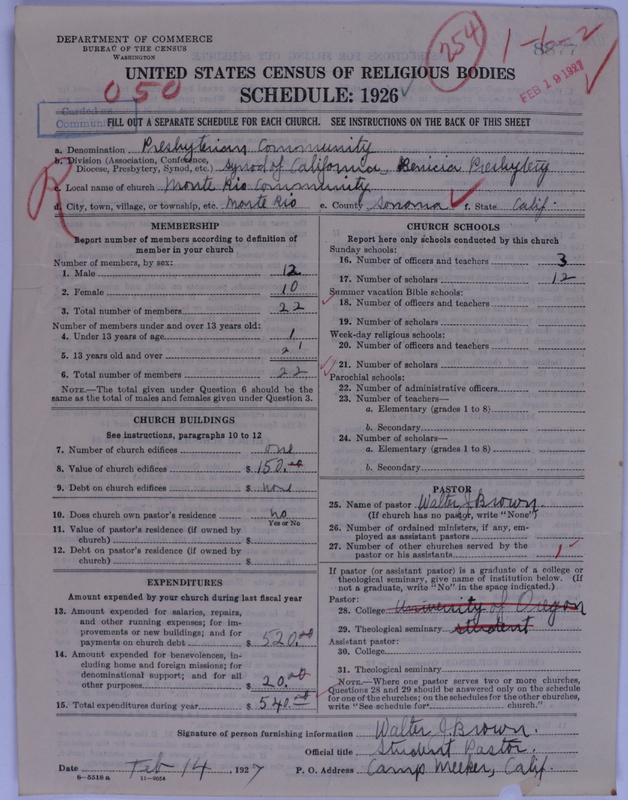 DEPARTMENT OF COMMERCE
BUREAU OF THE CENSUS
WASHINGTON
254
1-1-2
8877
FEB 19 1927
UNITED STATES CENSUS OF RELIGIOUS BODIES
SCHEDULE: 1926
050
Communi
FILL OUT A SEPARATE SCHEDULE FOR EACH CHURCH. SEE INSTRUCTIONS ON THE BACK OF THIS SHEET
a. Denomination Presbyterian Community
b. Division (Association, Conference, Diocese, Presbytery, Synod, etc.) Synod of California, Benicia Presbytery
c. Local name of church Monte Rio Community
d. City, town, village, or township, etc. Monte Rio e. County Sonoma f. State Calif.
MEMBERSHIP
Report number of members according to definition of
member in your church
Number of members, by sex:
1. Male 12
2. Female 10
3. Total number of members 22
Number of members under and over 13 years old:
4. Under 13 years of age 1
5. 13 years old and over 21
6. Total number of members 22
NOTE.—The total given under Question 6 should be
same as the total of males and females given under Question 3.
CHURCH BUILDINGS
See instructions, paragraphs 10 to 12
7. Number of church edifices one
8. Value of church edifices $ 150.00
9. Debt on church edifices $ none
10. Does church own pastor's residence no
Yes or No
11. Value of pastor's residence (if owned by
church) $
12. Debt on pastor's residence (if owned by
church) $
EXPENDITURES
Amount expended by your church during last fiscal year
13. Amount expended for salaries, repairs,
and other running expenses; for im-
provements or new buildings; and for
payments on church debt $ 520.00
14. Amount expended for benevolences, in-
cluding home and foreign missions; for
denominational support; and for all
other purposes $ 20.00
15. Total expenditures during year $ 540.00
CHURCH SCHOOLS
Report here only schools conducted by this church
Sunday schools:
16. Number of officers and teachers 3
17. Number of scholars 12
Summer vacation Bible schools:
18. Number of officers and teachers
19. Number of scholars
Week-day religious schools:
20. Number of officers and teachers
21. Number of scholars
Parochial schools:
22. Number of administrative officers
23. Number of teachers—
a. Elementary (grades 1 to 8)
b. Secondary
24. Number of scholars—
a. Elementary (grades 1 to 8)
b. Secondary
PASTOR
25. Name of pastor Walter J. Brown
(If church has no pastor, write "None")
26. Number of ordained ministers, if any, em-
ployed as assistant pastors
27. Number of other churches served by the
pastor or his assistants 1
If pastor (or assistant pastor) is a graduate of a college or
theological seminary, give name of institution below. (If
not a graduate, write "No" in the space indicated.)
Pastor:
28. College University of Oregon
29. Theological seminary student
Assistant pastor:
30. College
31. Theological seminary
NOTE.—Where one pastor serves two or more churches,
Questions 28 and 29 should be answered only on the schedule
for one of the churches; on the schedules for the other churches,
write "See schedule for church."
Signature of person furnishing information Walter J. Brown.
Official title Student Pastor.
Date Feb 14, 1927 P. O. Address Camp Meeker, Calif.
8-5518 a 11-9054